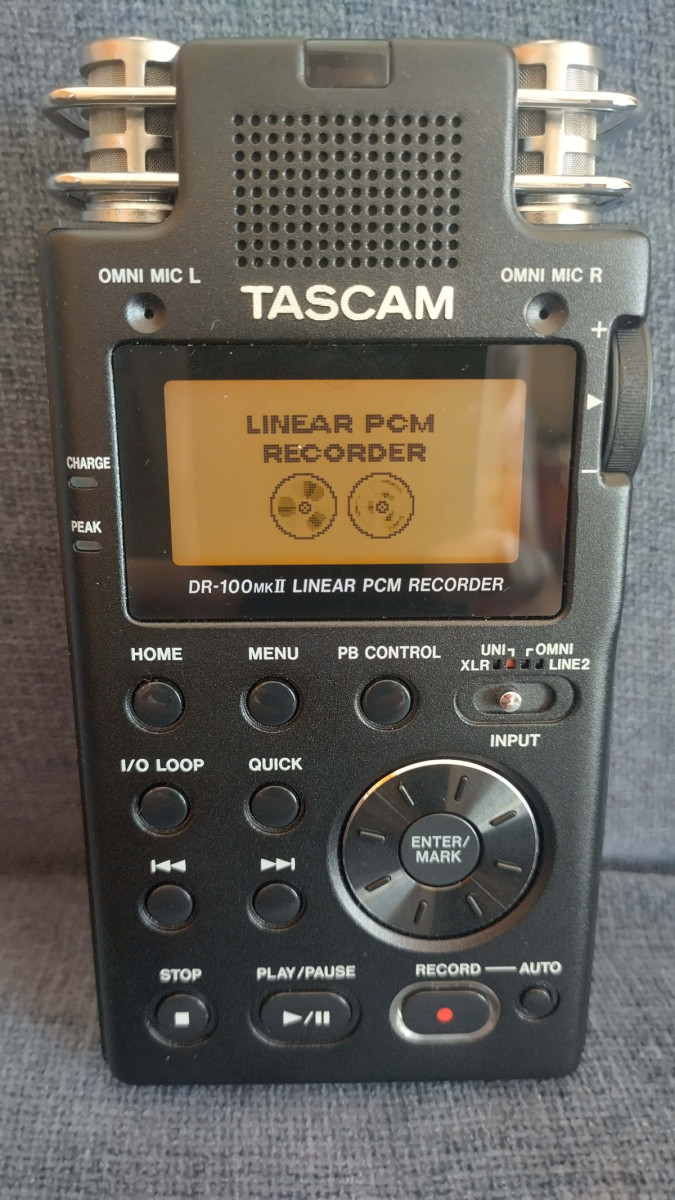 OMNI MIC L
OMNI MIC R
TASCAM
+
LINEAR PCM
RECORDER
−
CHARGE
PEAK
DR-100MKII LINEAR PCM RECORDER
HOME
MENU
PB CONTROL
UNI
OMNI
XLR
LINE2
INPUT
I/O LOOP
QUICK
ENTER/
MARK
STOP
PLAY/PAUSE
RECORD
AUTO